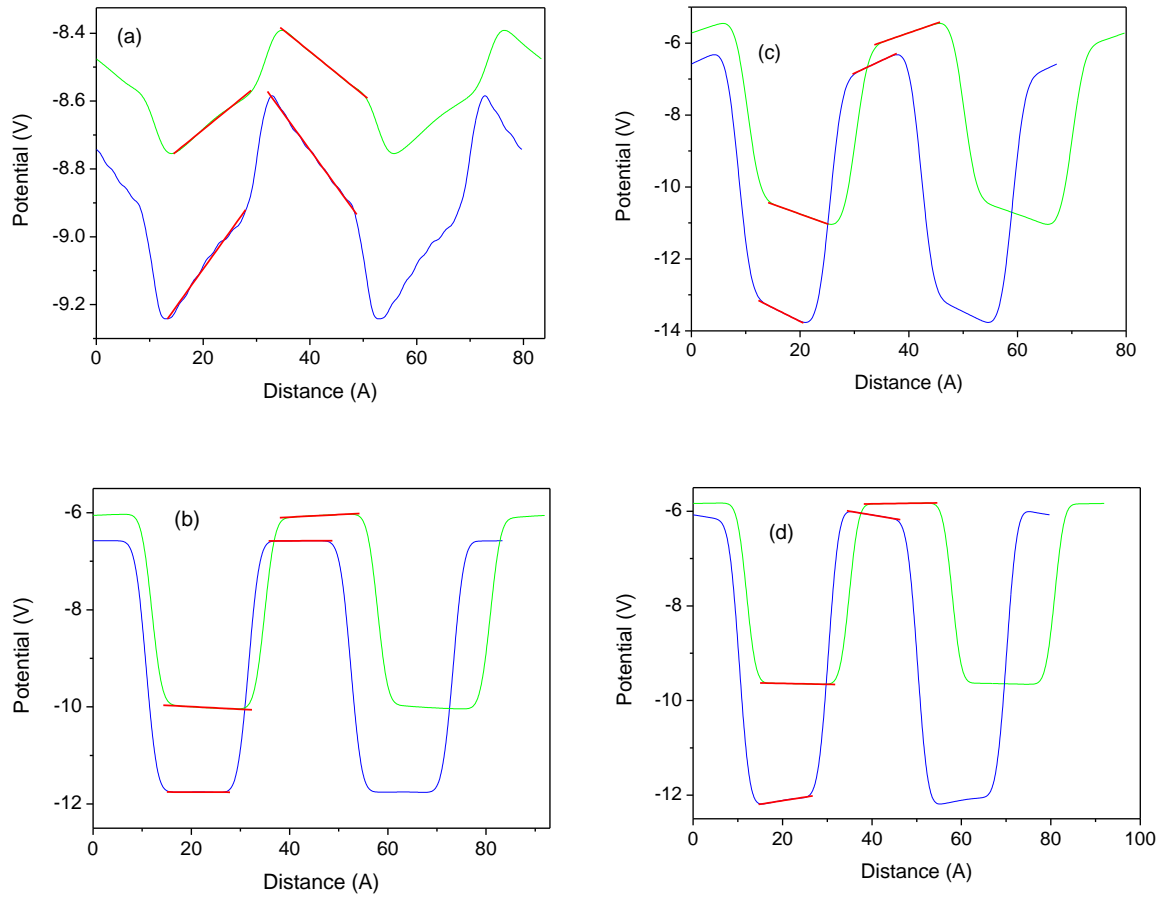 (a)
Potential (V)
-8.4
-8.6
-8.8
-9.0
-9.2
0 20 40 60 80
Distance (A)
(c)
Potential (V)
-6
-8
-10
-12
-14
0 20 40 60 80
Distance (A)
(b)
Potential (V)
-6
-8
-10
-12
0 20 40 60 80
Distance (A)
(d)
Potential (V)
-6
-8
-10
-12
0 20 40 60 80 100
Distance (A)